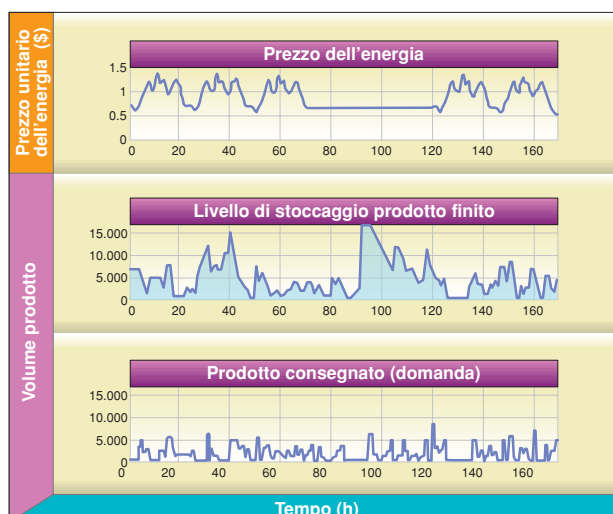 Prezzo unitario
dell'energia ($)
Prezzo dell'energia
1.5
1
0.5
0
0 20 40 60 80 100 120 140 160
Volume prodotto
Livello di stoccaggio prodotto finito
15.000
10.000
5.000
0
0 20 40 60 80 100 120 140 160
Prodotto consegnato (domanda)
15.000
10.000
5.000
0
0 20 40 60 80 100 120 140 160
Tempo (h)